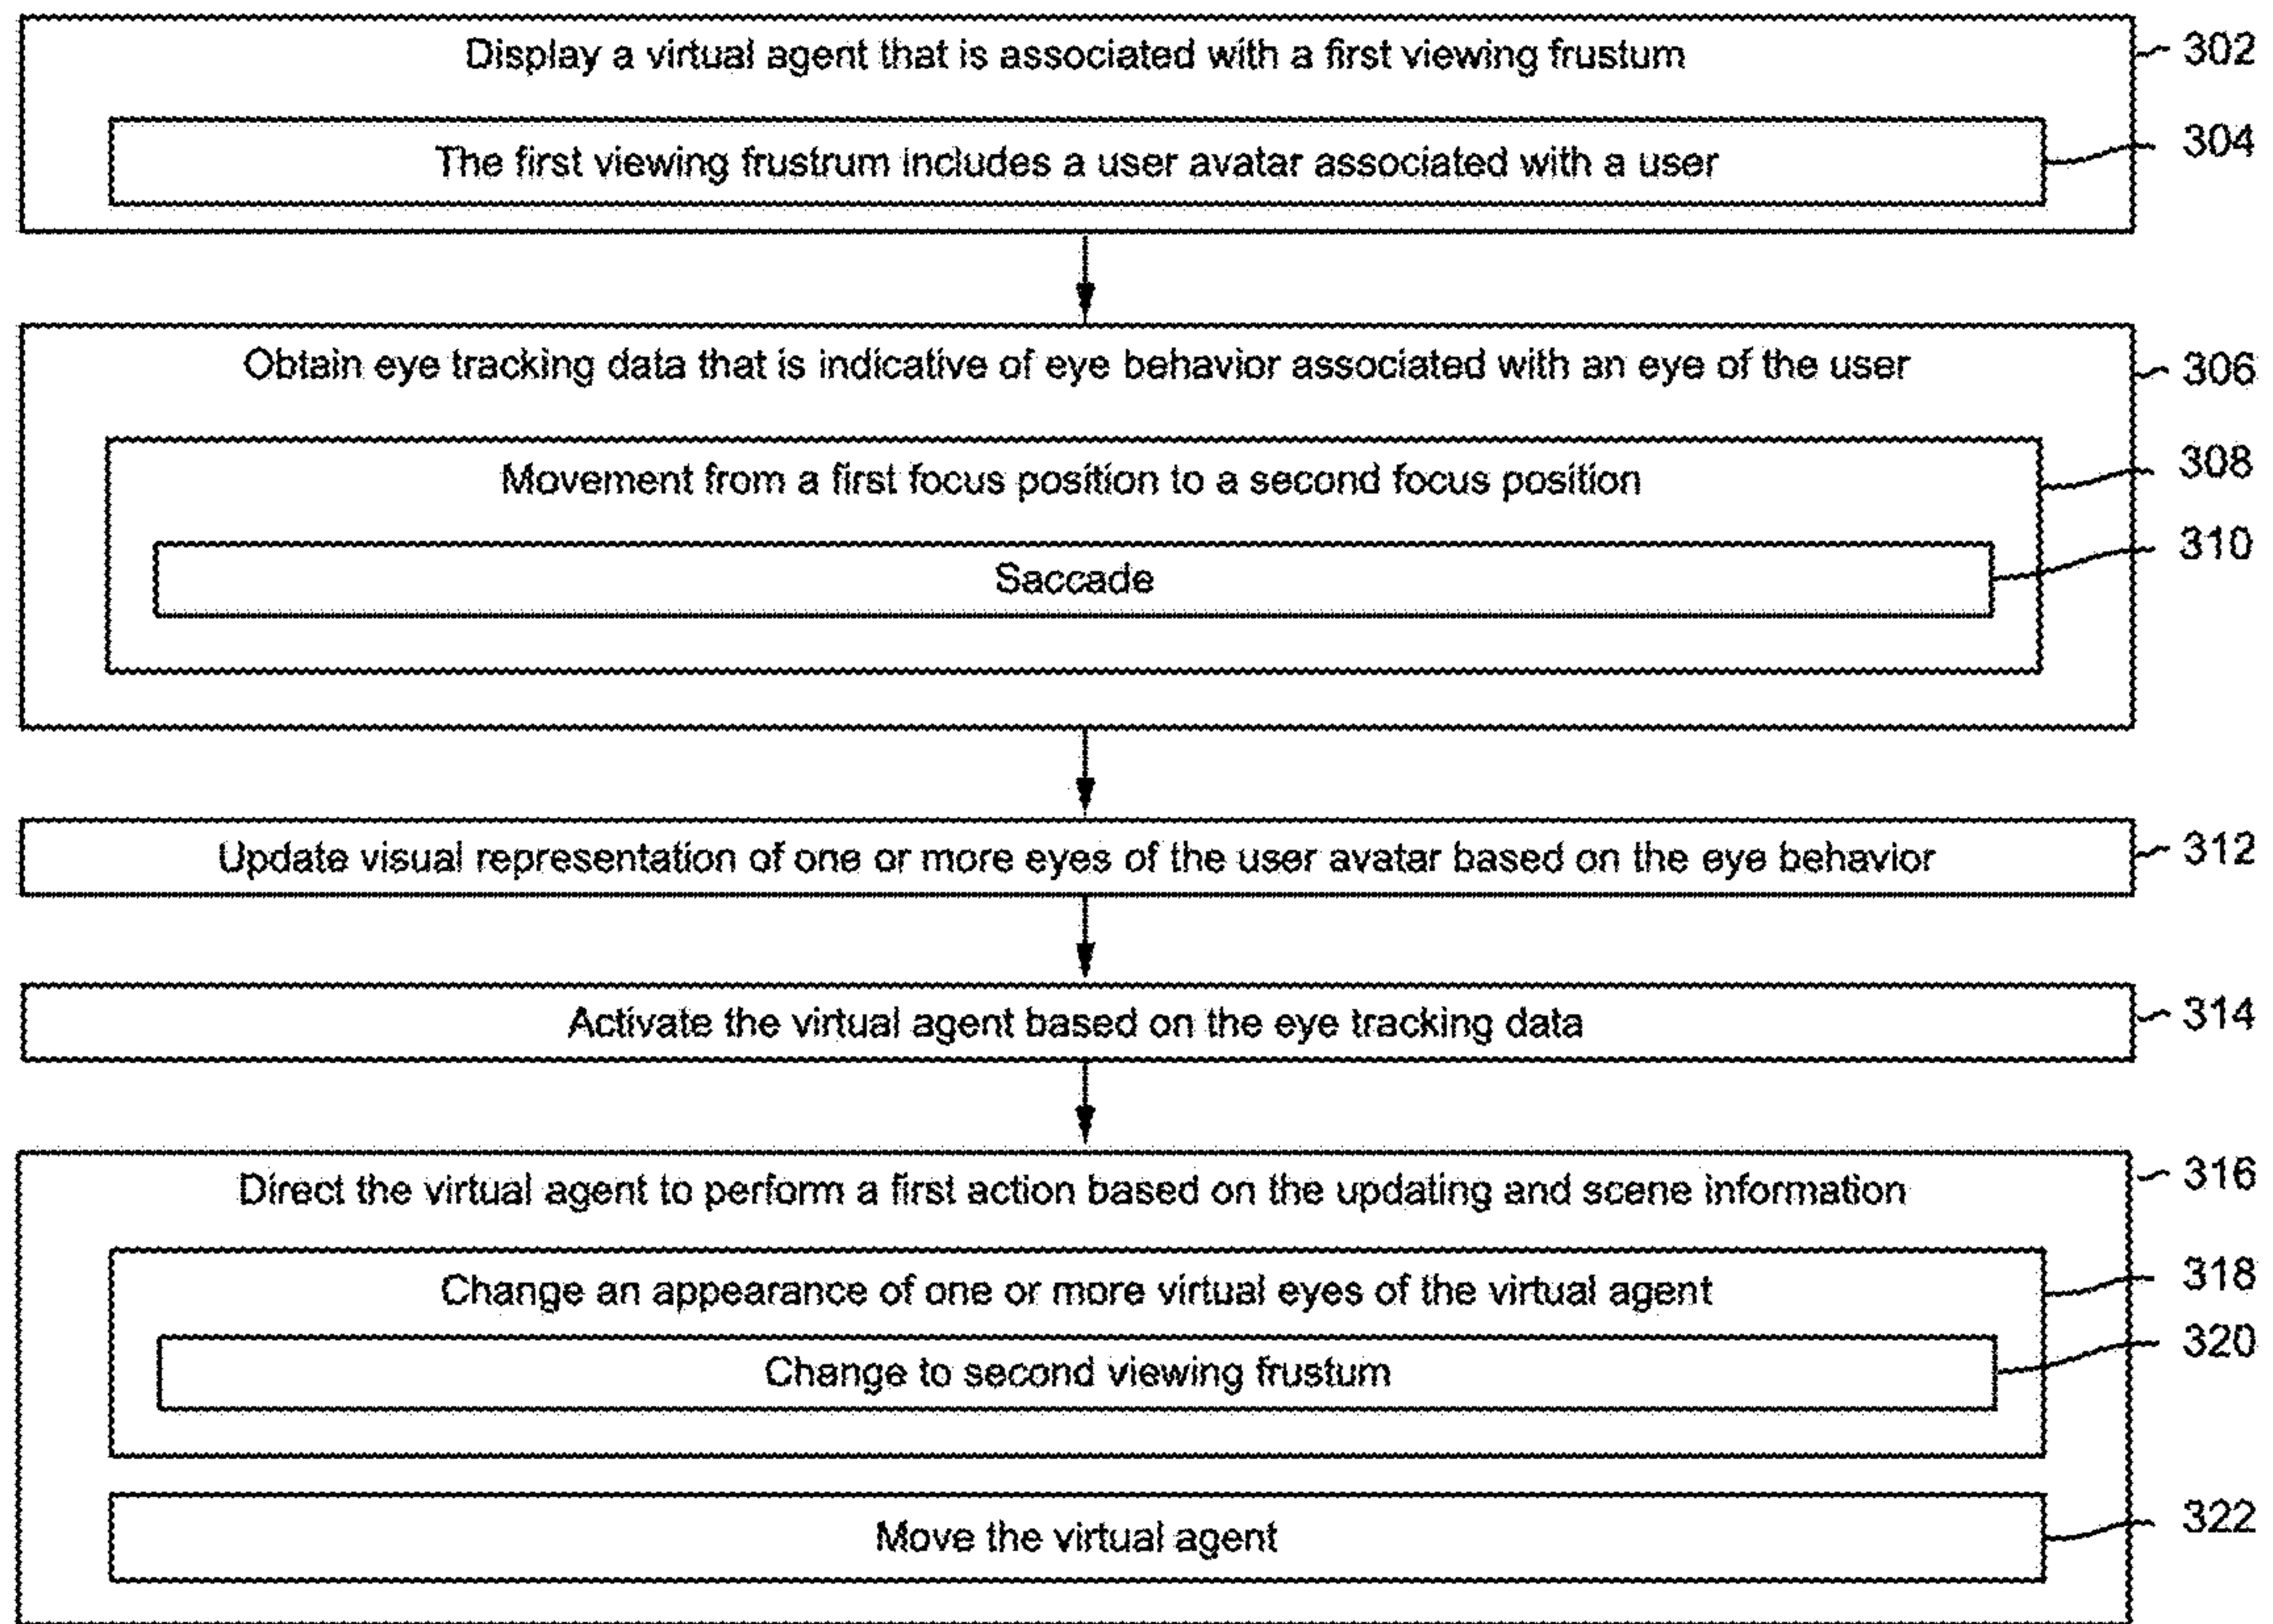 Display a virtual agent that is associated with a first viewing frustum
302
The first viewing frustrum includes a user avatar associated with a user
304
Obtain eye tracking data that is indicative of eye behavior associated with an eye of the user
306
Movement from a first focus position to a second focus position
308
Saccade
310
Update visual representation of one or more eyes of the user avatar based on the eye behavior
312
Activate the virtual agent based on the eye tracking data
314
Direct the virtual agent to perform a first action based on the updating and scene information
316
Change an appearance of one or more virtual eyes of the virtual agent
318
Change to second viewing frustum
320
Move the virtual agent
322